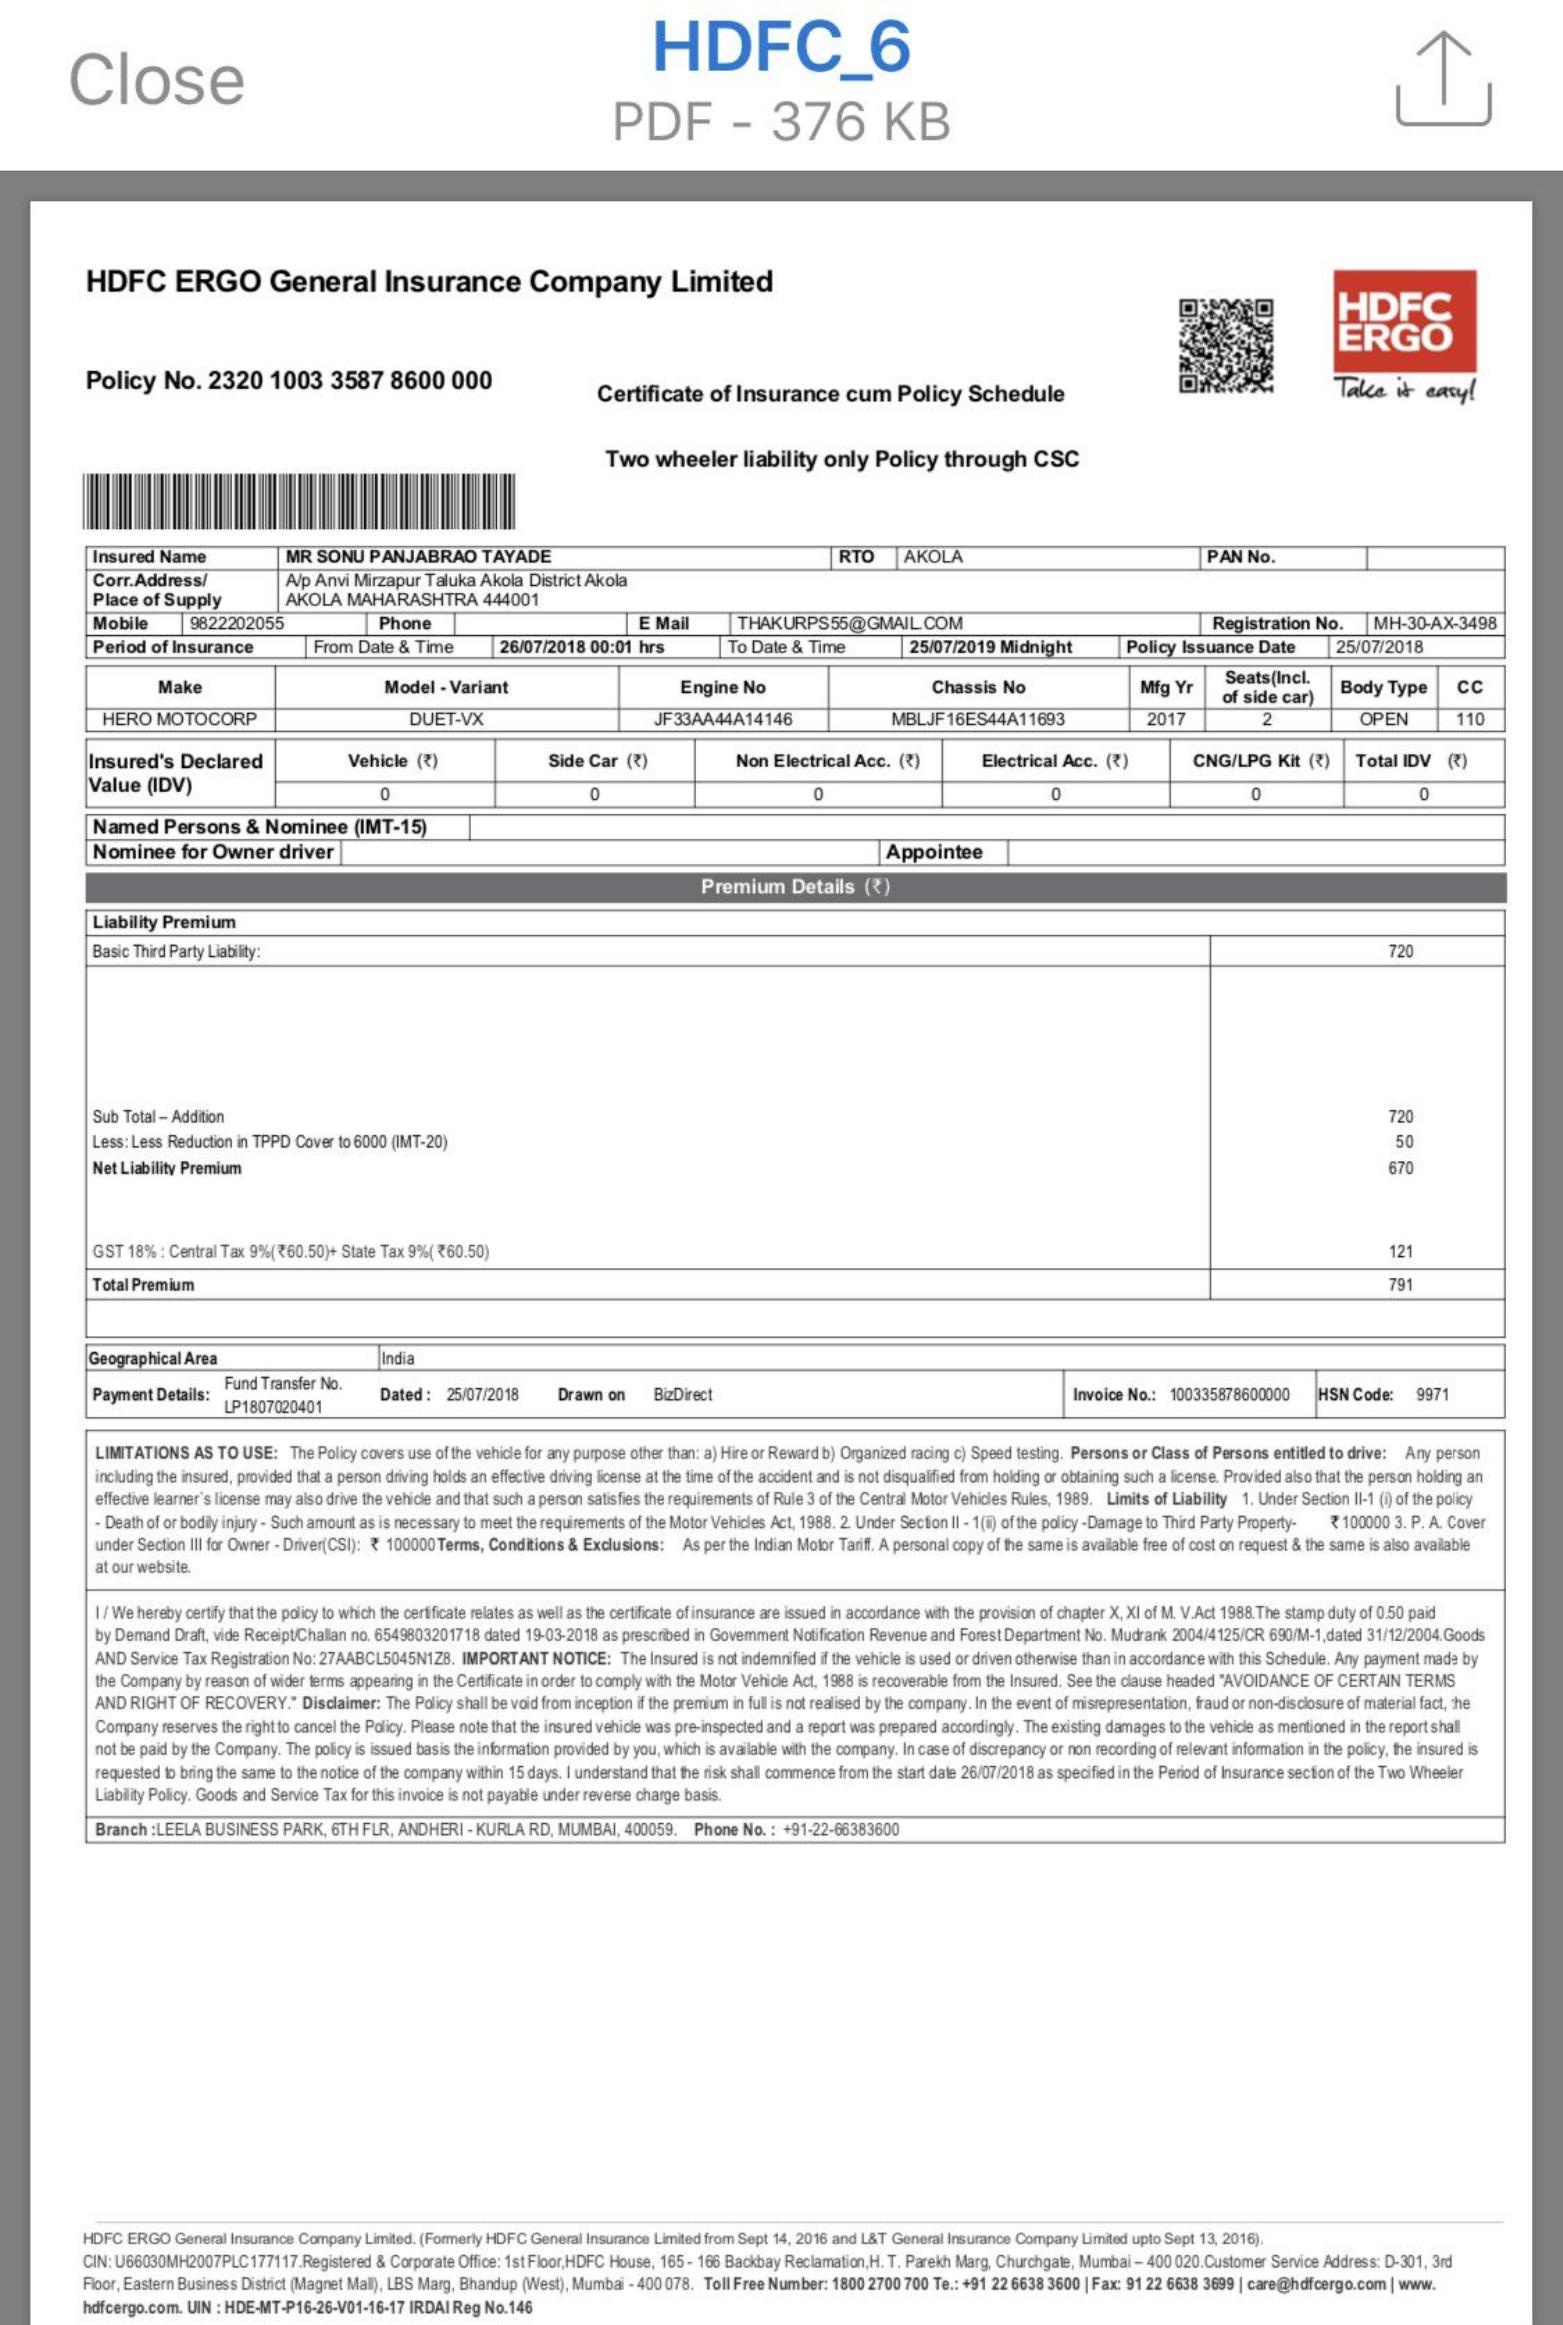 Close
HDFC_6
PDF - 376 KB
HDFC ERGO General Insurance Company Limited
HDFC
ERGO
Take it easy!
Policy No. 2320 1003 3587 8600 000
Certificate of Insurance cum Policy Schedule
Two wheeler liability only Policy through CSC
Insured Name MR SONU PANJABRAO TAYADE RTO AKOLA PAN No.
Corr.Address/ A/p Anvi Mirzapur Taluka Akola District Akola
Place of Supply AKOLA MAHARASHTRA 444001
Mobile 9822202055 Phone E Mail THAKURPS55@GMAIL.COM Registration No. MH-30-AX-3498
Period of Insurance From Date & Time 26/07/2018 00:01 hrs To Date & Time 25/07/2019 Midnight Policy Issuance Date 25/07/2018
Make Model - Variant Engine No Chassis No Mfg Yr Seats(Incl. of side car) Body Type CC
HERO MOTOCORP DUET-VX JF33AA44A14146 MBLJF16ES44A11693 2017 2 OPEN 110
Insured's Declared Value (IDV) Vehicle (₹) Side Car (₹) Non Electrical Acc. (₹) Electrical Acc. (₹) CNG/LPG Kit (₹) Total IDV (₹)
0 0 0 0 0 0
Named Persons & Nominee (IMT-15)
Nominee for Owner driver Appointee
Premium Details (₹)
Liability Premium
Basic Third Party Liability: 720
Sub Total – Addition 720
Less: Less Reduction in TPPD Cover to 6000 (IMT-20) 50
Net Liability Premium 670
GST 18% : Central Tax 9%(₹60.50)+ State Tax 9%( ₹60.50) 121
Total Premium 791
Geographical Area India
Payment Details: Fund Transfer No. LP1807020401 Dated : 25/07/2018 Drawn on BizDirect Invoice No.: 100335878600000 HSN Code: 9971
LIMITATIONS AS TO USE: The Policy covers use of the vehicle for any purpose other than: a) Hire or Reward b) Organized racing c) Speed testing. Persons or Class of Persons entitled to drive: Any person
including the insured, provided that a person driving holds an effective driving license at the time of the accident and is not disqualified from holding or obtaining such a license. Provided also that the person holding an
effective learner`s license may also drive the vehicle and that such a person satisfies the requirements of Rule 3 of the Central Motor Vehicles Rules, 1989. Limits of Liability 1. Under Section II-1 (i) of the policy
- Death of or bodily injury - Such amount as is necessary to meet the requirements of the Motor Vehicles Act, 1988. 2. Under Section II - 1(ii) of the policy -Damage to Third Party Property- ₹ 100000 3. P. A. Cover
under Section III for Owner - Driver(CSI): ₹ 100000 Terms, Conditions & Exclusions: As per the Indian Motor Tariff. A personal copy of the same is available free of cost on request & the same is also available
at our website.
I / We hereby certify that the policy to which the certificate relates as well as the certificate of insurance are issued in accordance with the provision of chapter X, XI of M. V.Act 1988.The stamp duty of 0.50 paid
by Demand Draft, vide Receipt/Challan no. 6549803201718 dated 19-03-2018 as prescribed in Government Notification Revenue and Forest Department No. Mudrank 2004/4125/CR 690/M-1,dated 31/12/2004.Goods
AND Service Tax Registration No: 27AABCL5045N1Z8. IMPORTANT NOTICE: The Insured is not indemnified if the vehicle is used or driven otherwise than in accordance with this Schedule. Any payment made by
the Company by reason of wider terms appearing in the Certificate in order to comply with the Motor Vehicle Act, 1988 is recoverable from the Insured. See the clause headed "AVOIDANCE OF CERTAIN TERMS
AND RIGHT OF RECOVERY." Disclaimer: The Policy shall be void from inception if the premium in full is not realised by the company. In the event of misrepresentation, fraud or non-disclosure of material fact, the
Company reserves the right to cancel the Policy. Please note that the insured vehicle was pre-inspected and a report was prepared accordingly. The existing damages to the vehicle as mentioned in the report shall
not be paid by the Company. The policy is issued basis the information provided by you, which is available with the company. In case of discrepancy or non recording of relevant information in the policy, the insured is
requested to bring the same to the notice of the company within 15 days. I understand that the risk shall commence from the start date 26/07/2018 as specified in the Period of Insurance section of the Two Wheeler
Liability Policy. Goods and Service Tax for this invoice is not payable under reverse charge basis.
Branch :LEELA BUSINESS PARK, 6TH FLR, ANDHERI - KURLA RD, MUMBAI, 400059. Phone No. : +91-22-66383600
HDFC ERGO General Insurance Company Limited. (Formerly HDFC General Insurance Limited from Sept 14, 2016 and L&T General Insurance Company Limited upto Sept 13, 2016).
CIN: U66030MH2007PLC177117.Registered & Corporate Office: 1st Floor,HDFC House, 165 - 166 Backbay Reclamation,H. T. Parekh Marg, Churchgate, Mumbai – 400 020.Customer Service Address: D-301, 3rd
Floor, Eastern Business District (Magnet Mall), LBS Marg, Bhandup (West), Mumbai - 400 078. Toll Free Number: 1800 2700 700 Te.: +91 22 6638 3600 | Fax: 91 22 6638 3699 | care@hdfcergo.com | www.
hdfcergo.com. UIN : HDE-MT-P16-26-V01-16-17 IRDAI Reg No.146